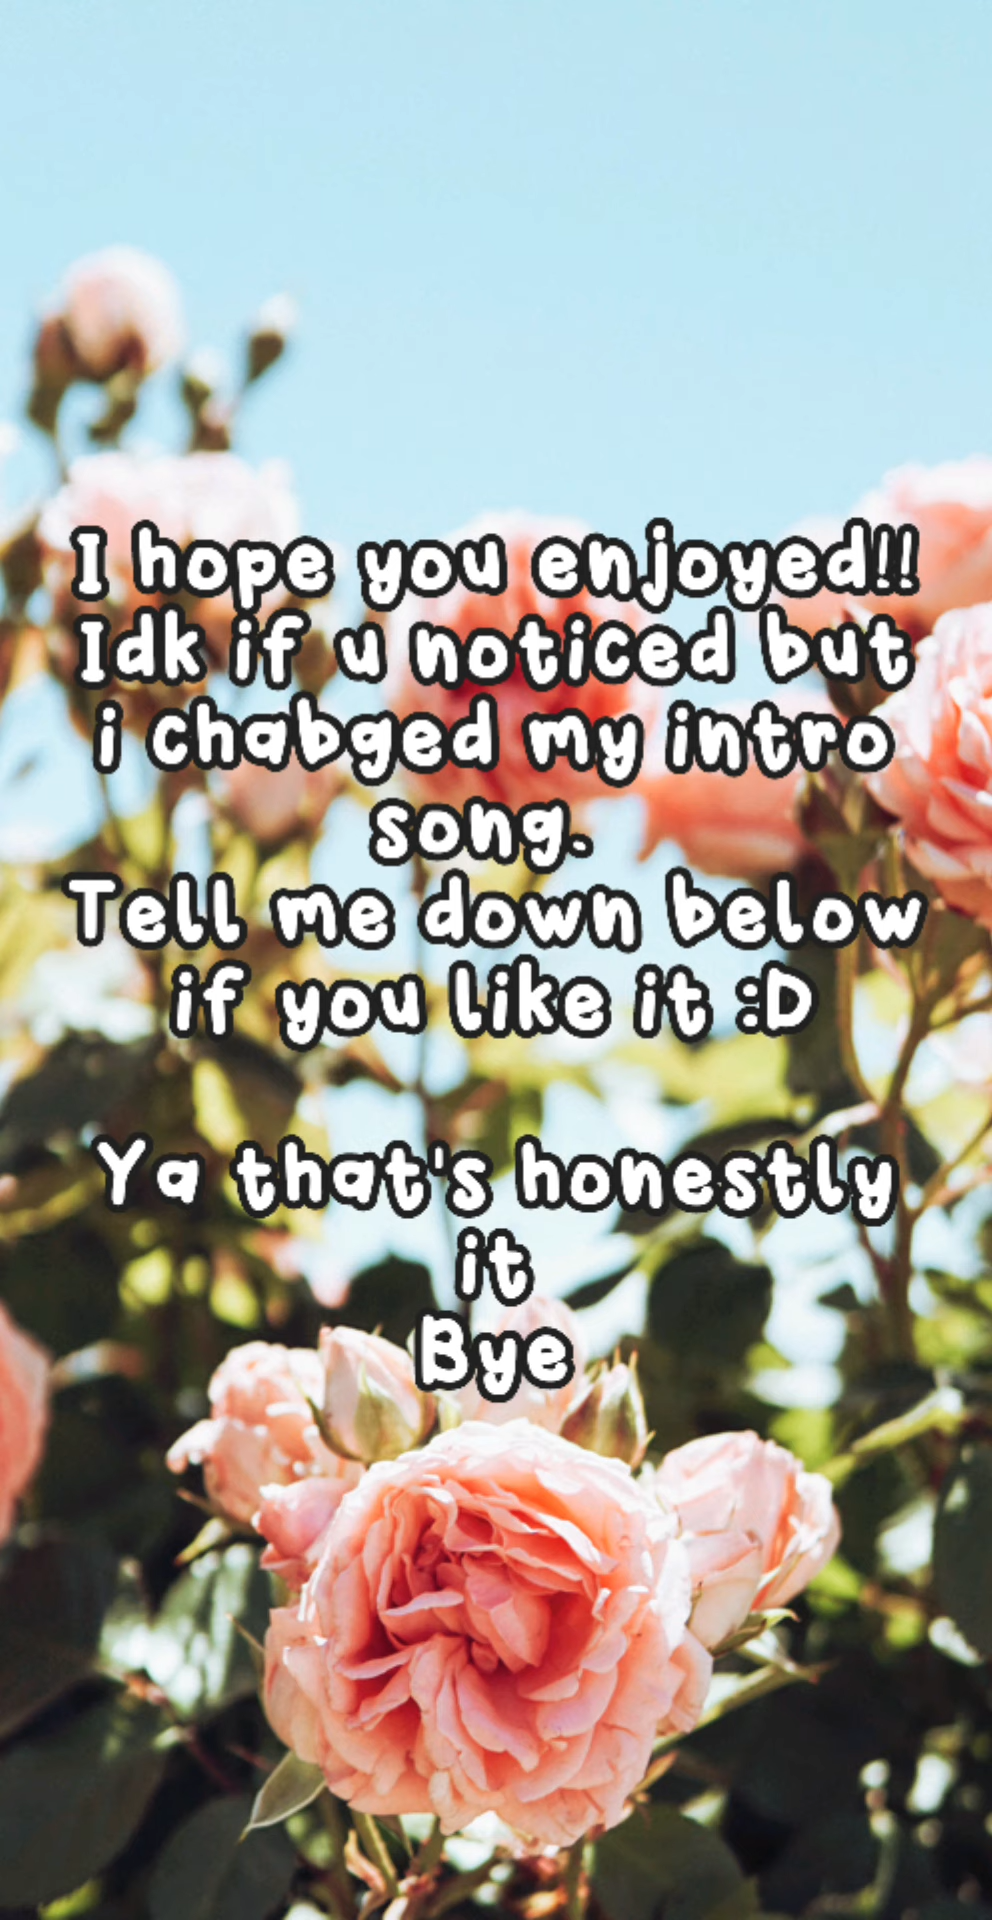 I hope you enjoyed!!
Idk if u noticed but
i chabged my intro
song.
Tell me down below
if you like it :D
Ya that's honestly
it
Bye